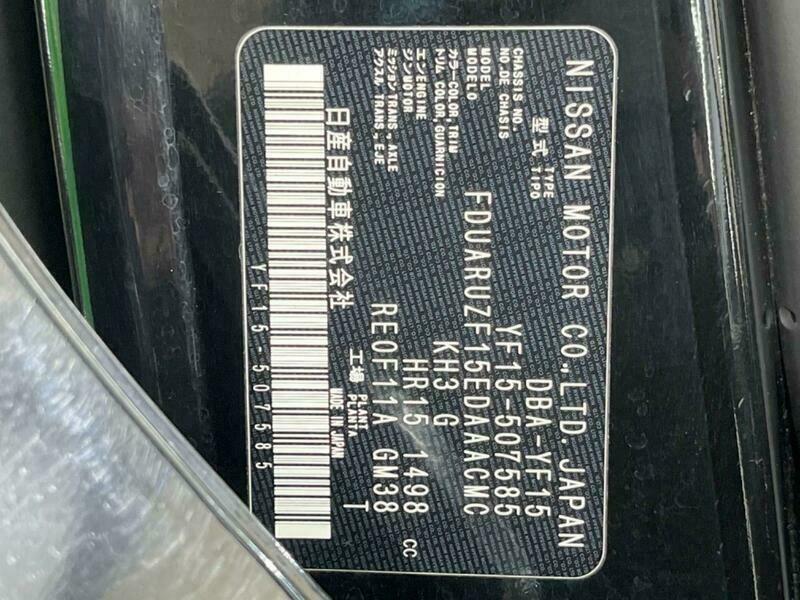 NISSAN MOTOR CO.,LTD. JAPAN
型式 TYPE TIPO DBA-YF15
CHASSIS NO. NO. DE CHASIS YF15-507585
MODEL MODELO FDUARUZF15EDAAACMC
カラー COLOR, TRIM トリム COLOR, GUARNICION KH3 G
エンジン ENGINE MOTOR HR15 1498 CC
ミッション TRANS., AXLE アクスル TRANS., EJE RE0F11A GM38
工場 PLANT PLANTA T
日産自動車株式会社 MADE IN JAPAN
YF15-507585